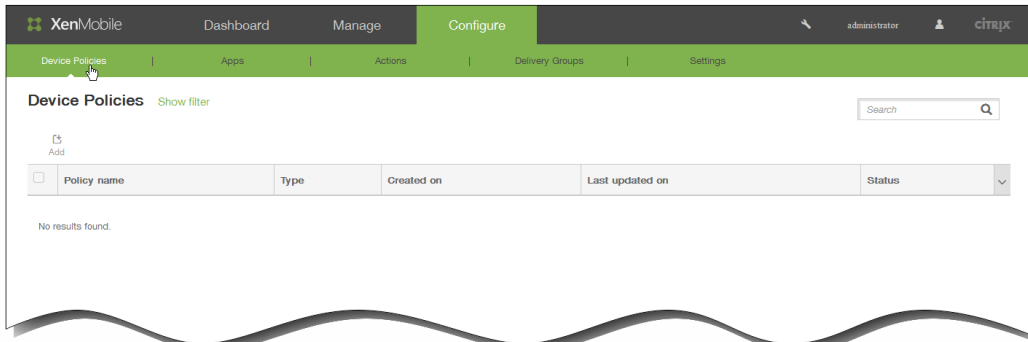 XenMobile Dashboard Manage Configure administrator CITRIX
Device Policies | Apps | Actions | Delivery Groups | Settings
Device Policies Show filter
Search
Add
Policy name Type Created on Last updated on Status
No results found.